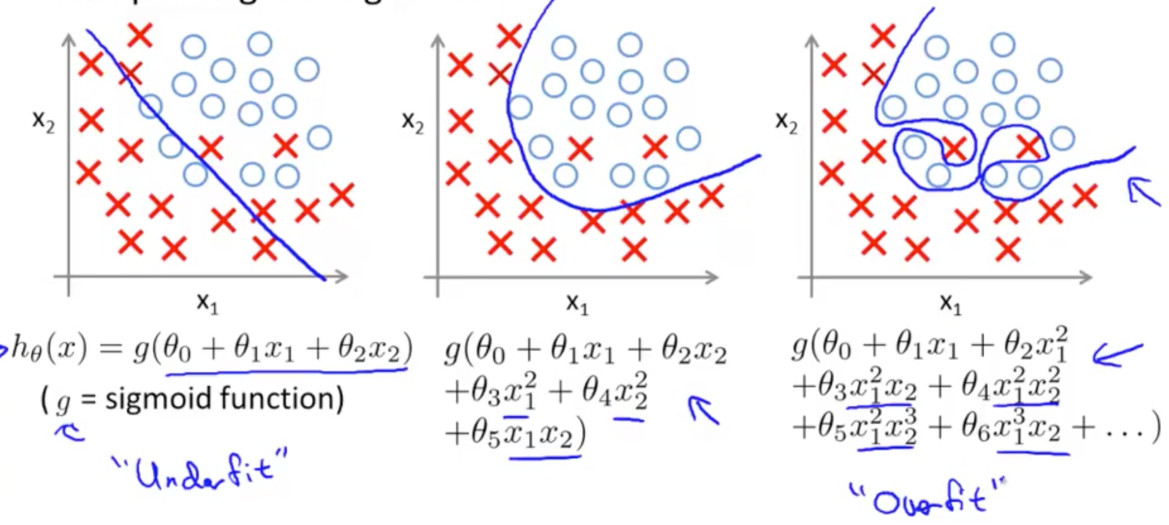 x₂
x₁
h_θ(x) = g(θ₀ + θ₁x₁ + θ₂x₂)
( g = sigmoid function)
"Underfit"
x₂
x₁
g(θ₀ + θ₁x₁ + θ₂x₂
+θ₃x₁² + θ₄x₂²
+θ₅x₁x₂)
x₂
x₁
g(θ₀ + θ₁x₁ + θ₂x₁²
+θ₃x₁²x₂ + θ₄x₁²x₂²
+θ₅x₁²x₂³ + θ₆x₁³x₂ + . . . )
"Overfit"